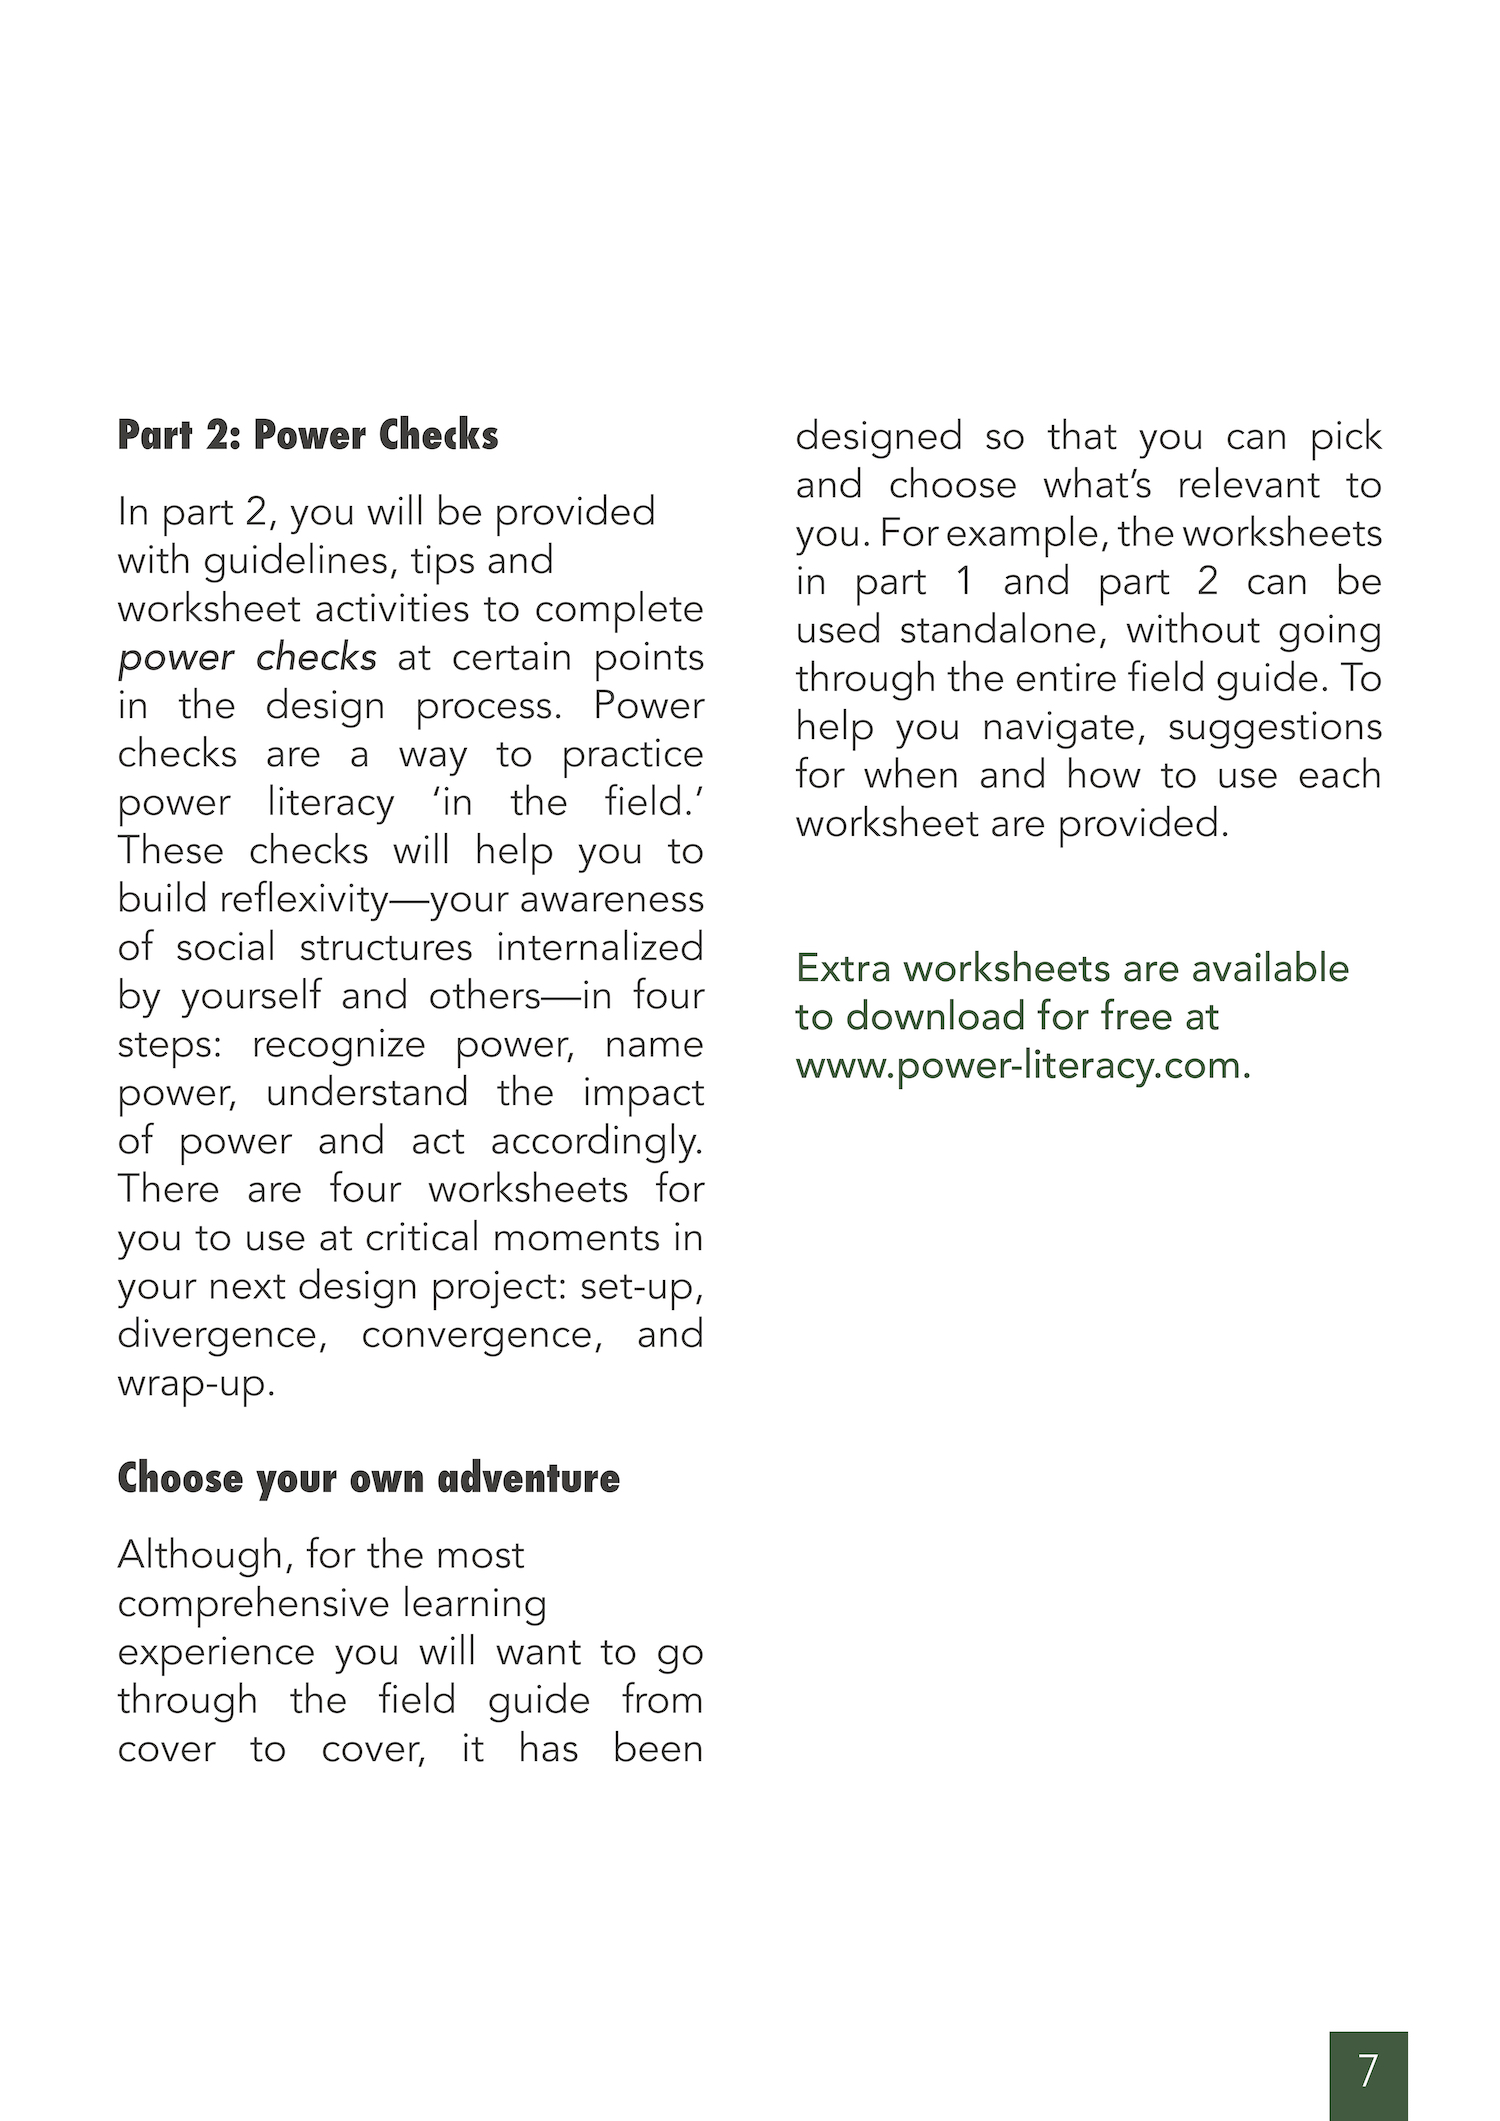 Part 2: Power Checks
In part 2, you will be provided
with guidelines, tips and
worksheet activities to complete
power checks at certain points
in the design process. Power
checks are a way to practice
power literacy ‘in the field.’
These checks will help you to
build reflexivity—your awareness
of social structures internalized
by yourself and others—in four
steps: recognize power, name
power, understand the impact
of power and act accordingly.
There are four worksheets for
you to use at critical moments in
your next design project: set-up,
divergence, convergence, and
wrap-up.
Choose your own adventure
Although, for the most
comprehensive learning
experience you will want to go
through the field guide from
cover to cover, it has been
designed so that you can pick
and choose what’s relevant to
you. For example, the worksheets
in part 1 and part 2 can be
used standalone, without going
through the entire field guide. To
help you navigate, suggestions
for when and how to use each
worksheet are provided.
Extra worksheets are available
to download for free at
www.power-literacy.com.
7